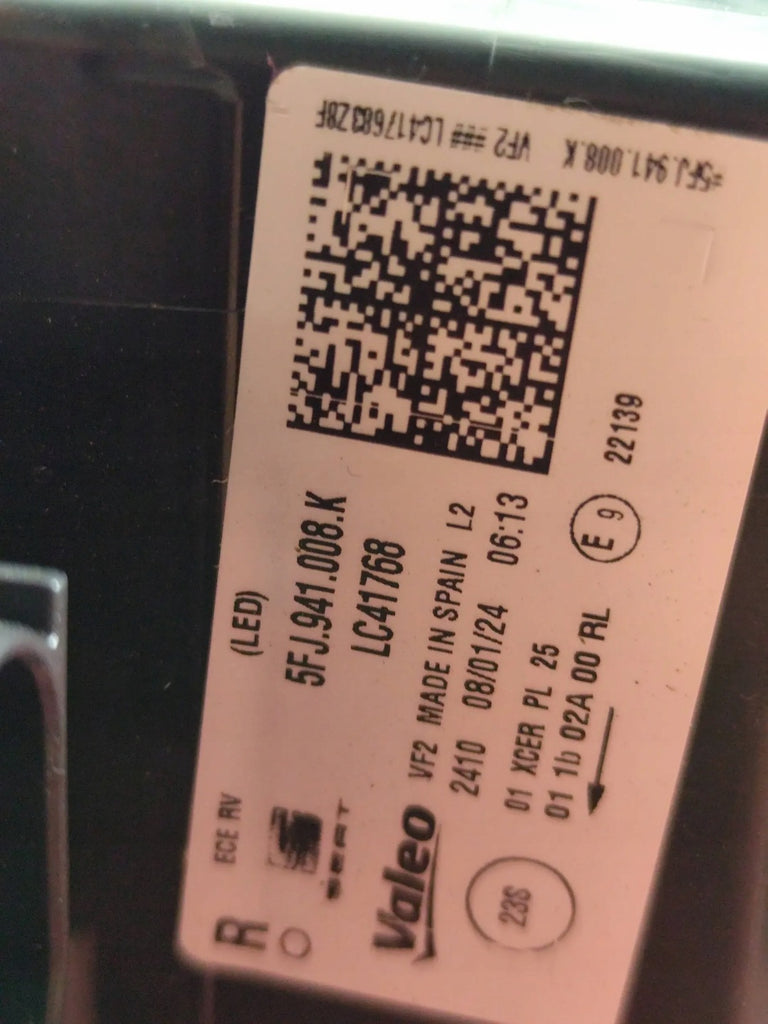 (LED)
R
ECE RV
SEAT
5FJ.941.008.K
LC41768
Valeo
VF2 MADE IN SPAIN L2
2410 08/01/24 06:13
23S
01 XCER PL 25
01 1b 02A 00 RL
E 9
22139
=5FJ.941.008.K VF2 ### LC417683Z8F